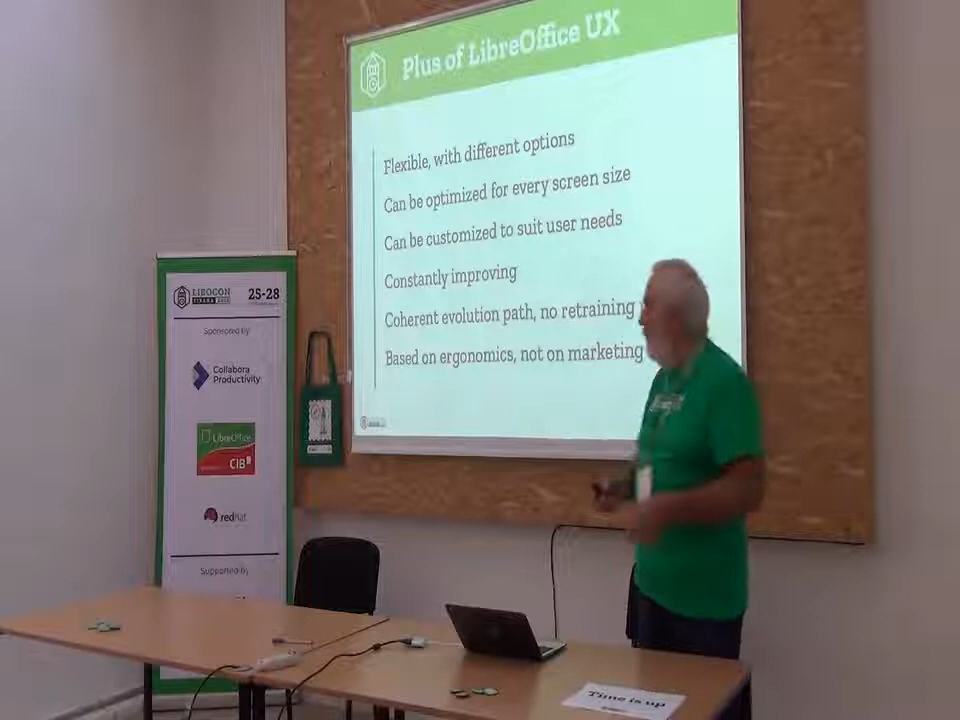 Plus of LibreOffice UX
Flexible, with different options
Can be optimized for every screen size
Can be customized to suit user needs
Constantly improving
Coherent evolution path, no retraining
Based on ergonomics, not on marketing
LIBOCON
TIRANA 2018
25-28
Sponsored by
Collabora
Productivity
LibreOffice
CIB
redhat
Supported by
Time is up